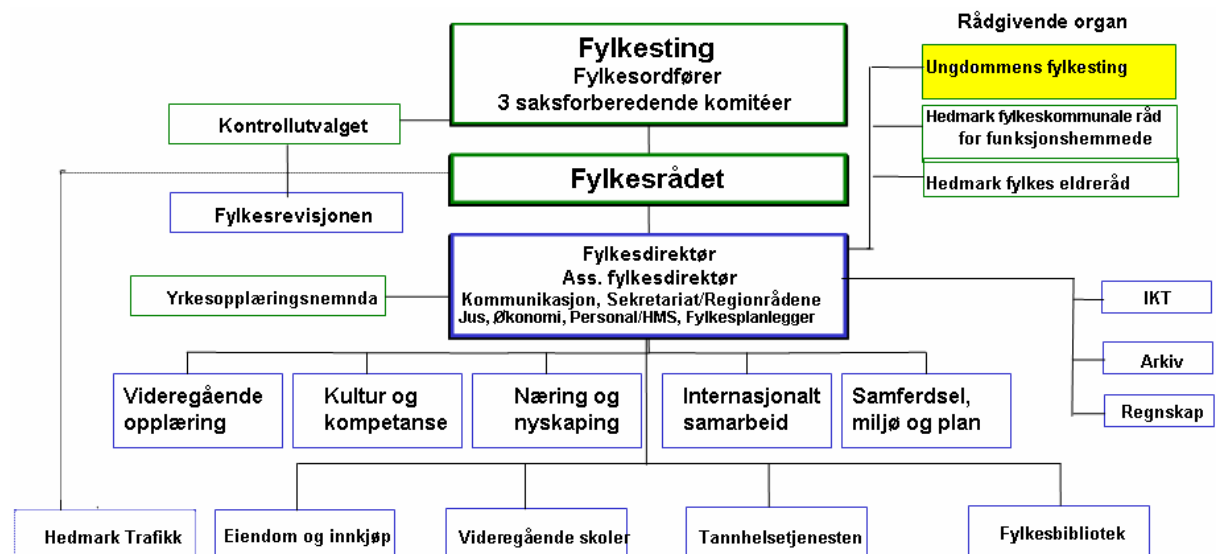 Rådgivende organ
Fylkesting
Fylkesordfører
3 saksforberedende komitéer
Ungdommens fylkesting
Hedmark fylkeskommunale råd
for funksjonshemmede
Hedmark fylkes eldreråd
Kontrollutvalget
Fylkesrådet
Fylkesrevisjonen
Fylkesdirektør
Ass. fylkesdirektør
Kommunikasjon, Sekretariat/Regionrådene
Jus, Økonomi, Personal/HMS, Fylkesplanlegger
Yrkesopplæringsnemnda
IKT
Arkiv
Regnskap
Videregående
opplæring
Kultur og
kompetanse
Næring og
nyskaping
Internasjonalt
samarbeid
Samferdsel,
miljø og plan
Hedmark Trafikk
Eiendom og innkjøp
Videregående skoler
Tannhelsetjenesten
Fylkesbibliotek